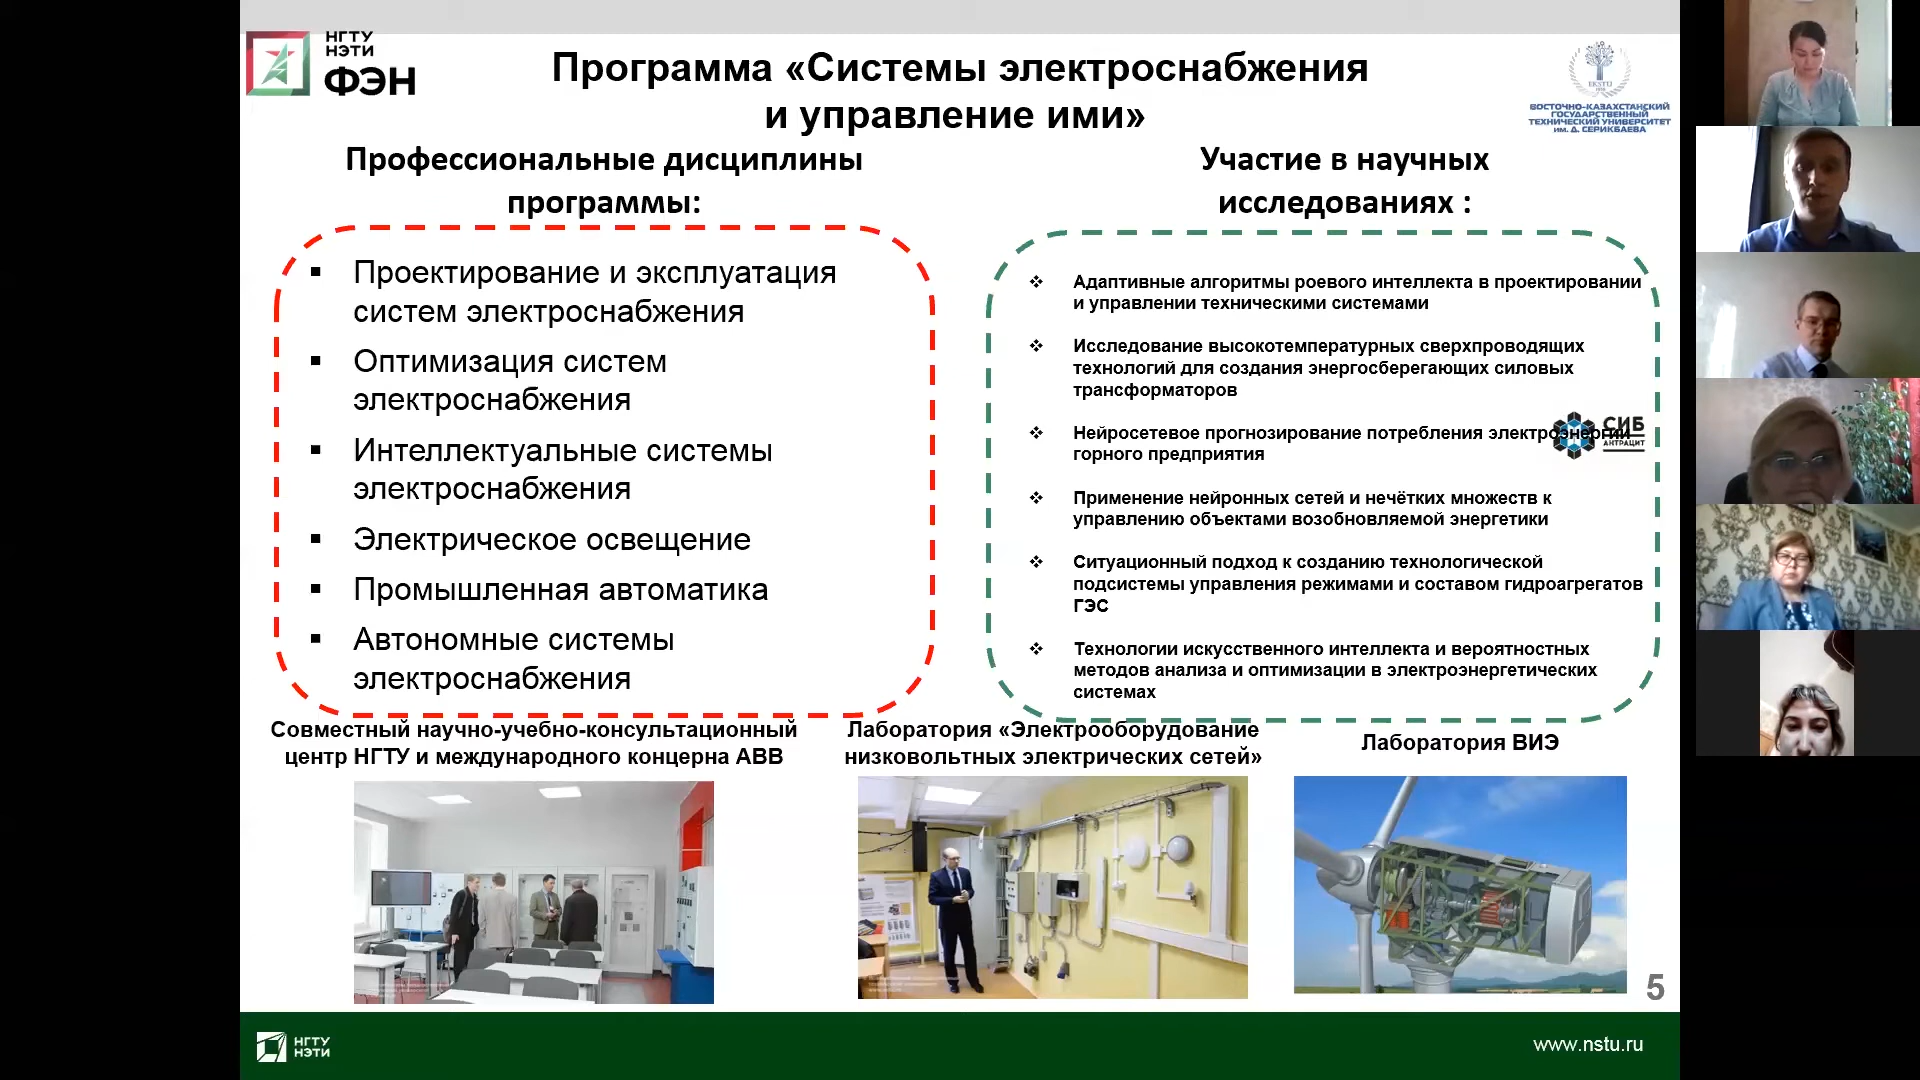 НГТУ
НЭТИ
ФЭН
Программа «Системы электроснабжения
и управление ими»
EKSTU
ВОСТОЧНО-КАЗАХСТАНСКИЙ
ГОСУДАРСТВЕННЫЙ
ТЕХНИЧЕСКИЙ УНИВЕРСИТЕТ
ИМ. Д. СЕРИКБАЕВА
Профессиональные дисциплины
программы:
▪ Проектирование и эксплуатация
систем электроснабжения
▪ Оптимизация систем
электроснабжения
▪ Интеллектуальные системы
электроснабжения
▪ Электрическое освещение
▪ Промышленная автоматика
▪ Автономные системы
электроснабжения
Участие в научных
исследованиях :
❖ Адаптивные алгоритмы роевого интеллекта в проектировании
и управлении техническими системами
❖ Исследование высокотемпературных сверхпроводящих
технологий для создания энергосберегающих силовых
трансформаторов
❖ Нейросетевое прогнозирование потребления электроэнергии
горного предприятия
СИБ
АНТРАЦИТ
❖ Применение нейронных сетей и нечётких множеств к
управлению объектами возобновляемой энергетики
❖ Ситуационный подход к созданию технологической
подсистемы управления режимами и составом гидроагрегатов
ГЭС
❖ Технологии искусственного интеллекта и вероятностных
методов анализа и оптимизации в электроэнергетических
системах
Совместный научно-учебно-консультационный
центр НГТУ и международного концерна АВВ
Лаборатория «Электрооборудование
низковольтных электрических сетей»
Лаборатория ВИЭ
5
НГТУ
НЭТИ
www.nstu.ru